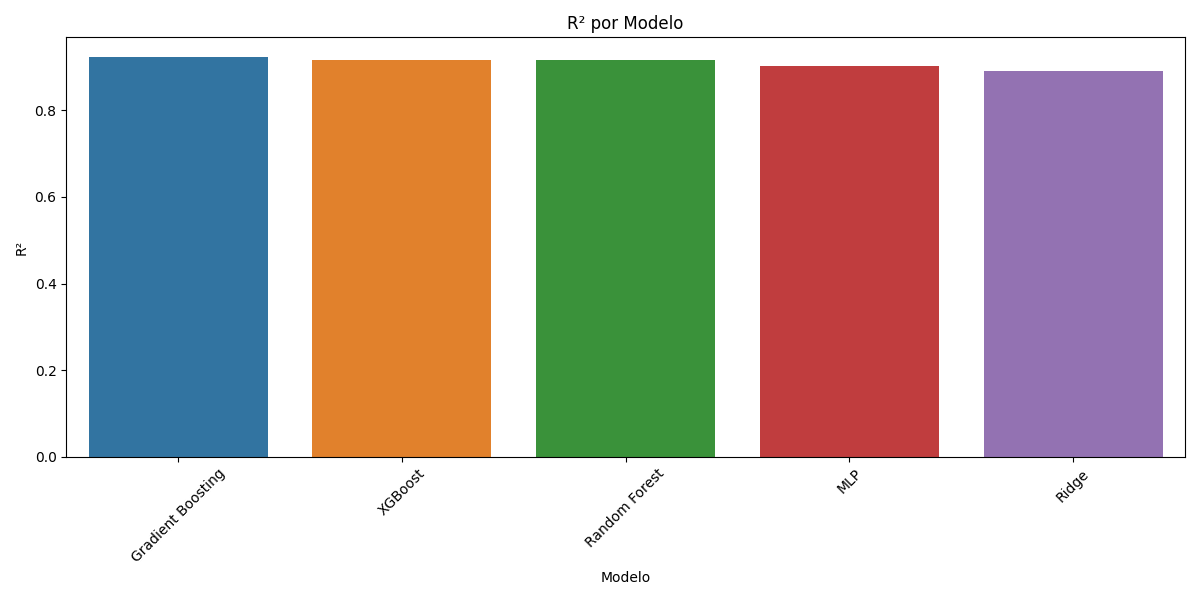 R² por Modelo
R²
0.8
0.6
0.4
0.2
0.0
Gradient Boosting
XGBoost
Random Forest
MLP
Ridge
Modelo